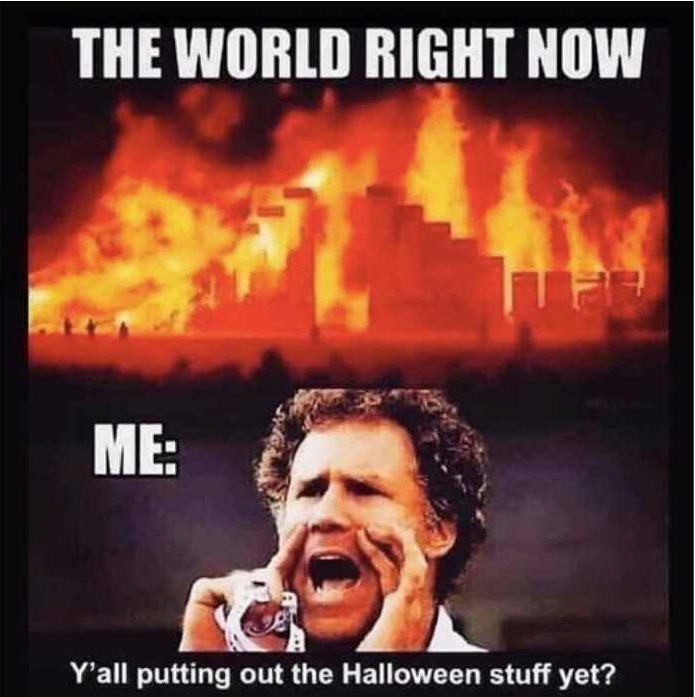 THE WORLD RIGHT NOW
ME:
Y'all putting out the Halloween stuff yet?